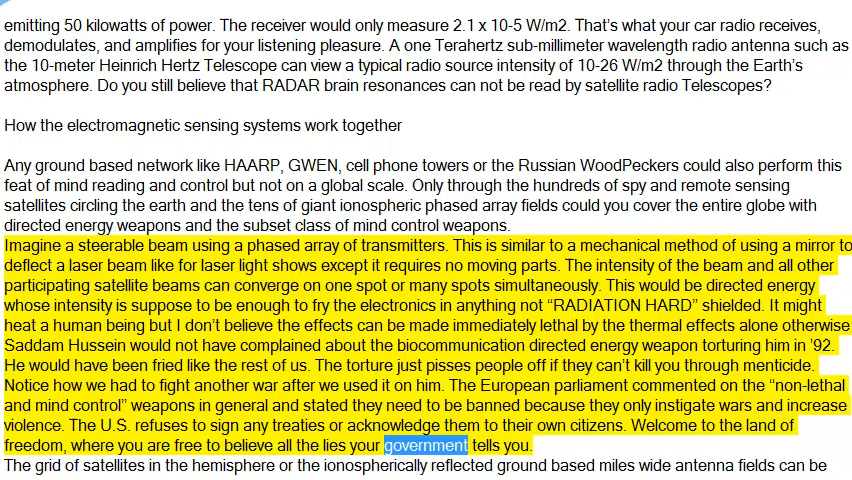 emitting 50 kilowatts of power. The receiver would only measure 2.1 x 10-5 W/m2. That’s what your car radio receives,
demodulates, and amplifies for your listening pleasure. A one Terahertz sub-millimeter wavelength radio antenna such as
the 10-meter Heinrich Hertz Telescope can view a typical radio source intensity of 10-26 W/m2 through the Earth’s
atmosphere. Do you still believe that RADAR brain resonances can not be read by satellite radio Telescopes?
How the electromagnetic sensing systems work together
Any ground based network like HAARP, GWEN, cell phone towers or the Russian WoodPeckers could also perform this
feat of mind reading and control but not on a global scale. Only through the hundreds of spy and remote sensing
satellites circling the earth and the tens of giant ionospheric phased array fields could you cover the entire globe with
directed energy weapons and the subset class of mind control weapons.
Imagine a steerable beam using a phased array of transmitters. This is similar to a mechanical method of using a mirror to
deflect a laser beam like for laser light shows except it requires no moving parts. The intensity of the beam and all other
participating satellite beams can converge on one spot or many spots simultaneously. This would be directed energy
whose intensity is suppose to be enough to fry the electronics in anything not “RADIATION HARD” shielded. It might
heat a human being but I don’t believe the effects can be made immediately lethal by the thermal effects alone otherwise
Saddam Hussein would not have complained about the biocommunication directed energy weapon torturing him in ’92.
He would have been fried like the rest of us. The torture just pisses people off if they can’t kill you through menticide.
Notice how we had to fight another war after we used it on him. The European parliament commented on the “non-lethal
and mind control” weapons in general and stated they need to be banned because they only instigate wars and increase
violence. The U.S. refuses to sign any treaties or acknowledge them to their own citizens. Welcome to the land of
freedom, where you are free to believe all the lies your government tells you.
The grid of satellites in the hemisphere or the ionospherically reflected ground based miles wide antenna fields can be